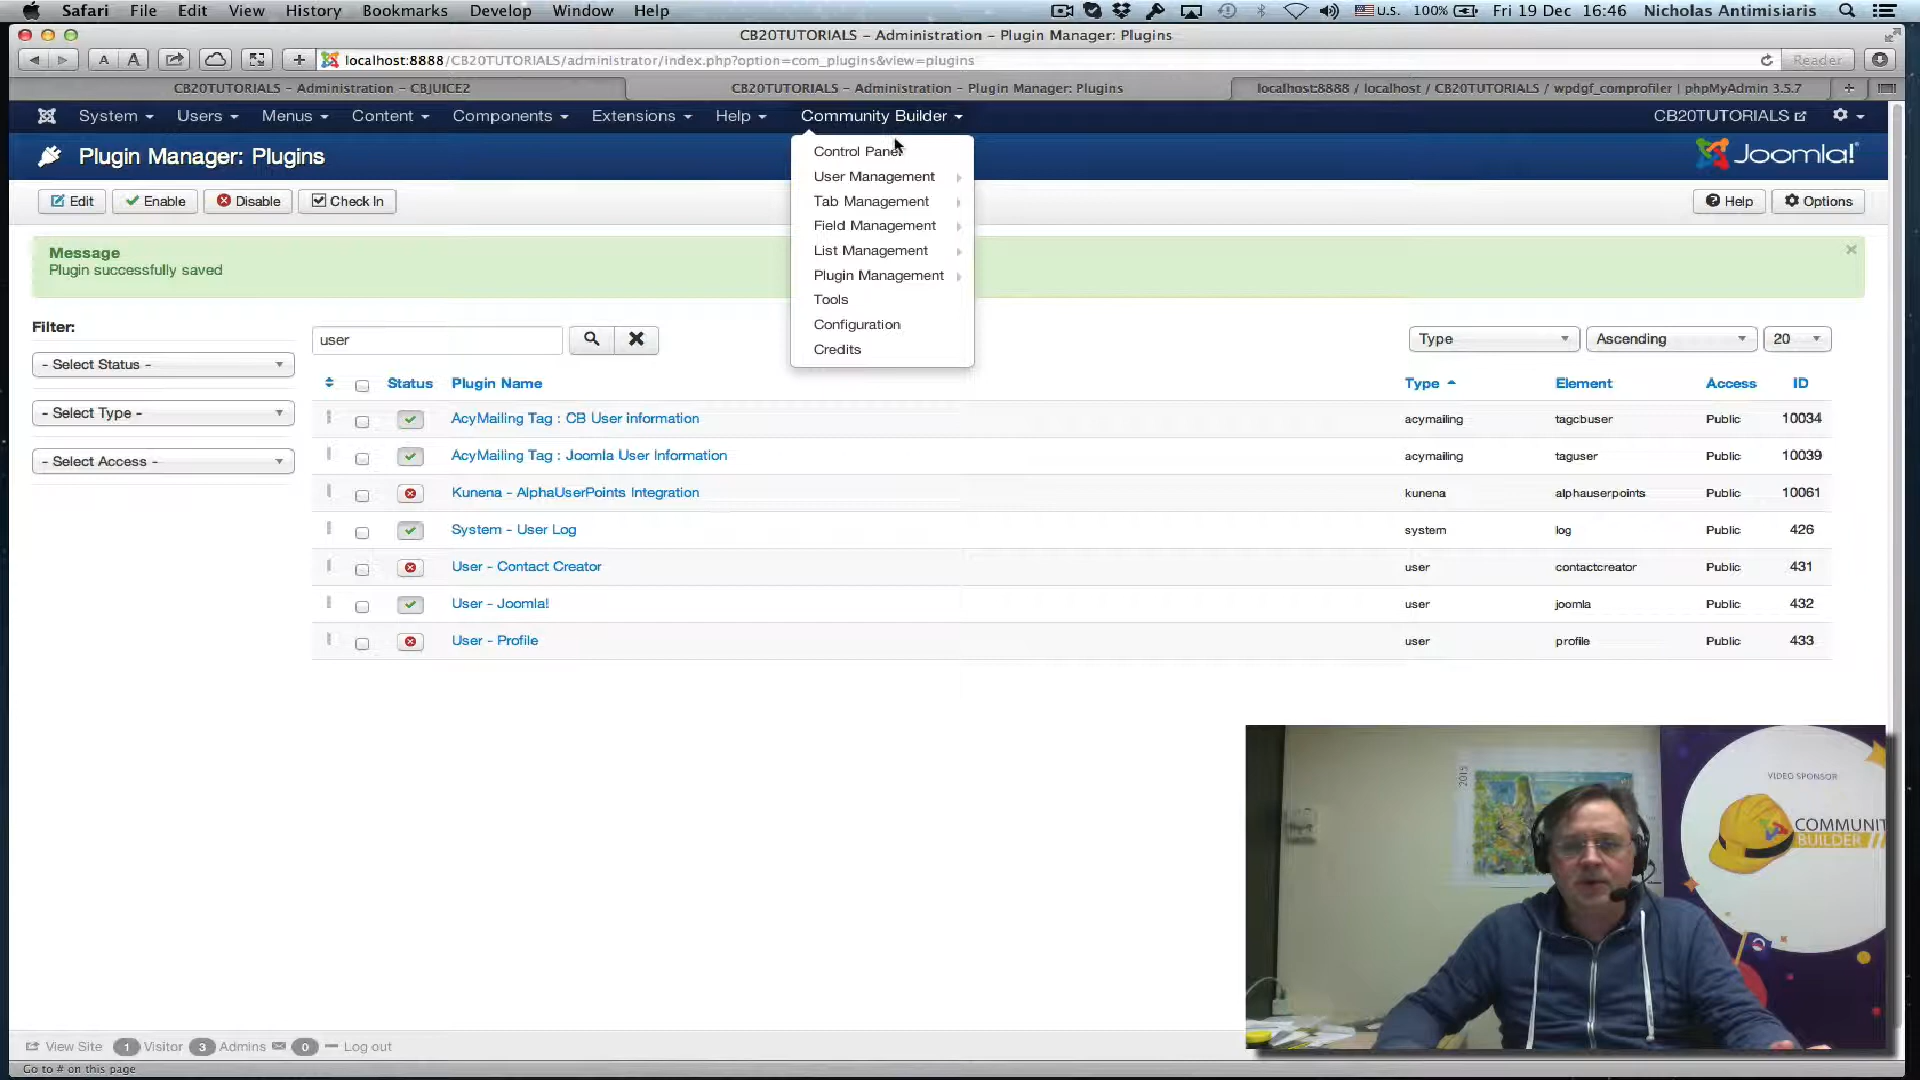 Safari File Edit View History Bookmarks Develop Window Help U.S. 100% Fri 19 Dec 16:46 Nicholas Antimisiaris
CB20TUTORIALS - Administration - Plugin Manager: Plugins
A A + localhost:8888/CB20TUTORIALS/administrator/index.php?option=com_plugins&view=plugins Reader
CB20TUTORIALS - Administration - CBJUICE2 CB20TUTORIALS - Administration - Plugin Manager: Plugins localhost:8888 / localhost / CB20TUTORIALS / wpdgf_comprofiler | phpMyAdmin 3.5.7 +
System Users Menus Content Components Extensions Help Community Builder CB20TUTORIALS
Plugin Manager: Plugins Joomla!
Control Panel
User Management
Tab Management
Field Management
List Management
Plugin Management
Tools
Configuration
Credits
Edit Enable Disable Check In Help Options
Message
Plugin successfully saved
Filter:
- Select Status -
- Select Type -
- Select Access -
user Type Ascending 20
Status Plugin Name Type Element Access ID
AcyMailing Tag : CB User information acymailing tagcbuser Public 10034
AcyMailing Tag : Joomla User Information acymailing taguser Public 10039
Kunena - AlphaUserPoints Integration kunena alphauserpoints Public 10061
System - User Log system log Public 426
User - Contact Creator user contactcreator Public 431
User - Joomla! user joomla Public 432
User - Profile user profile Public 433
2015
VIDEO SPONSOR
COMMUNIT
BUILDER
View Site 1 Visitor 3 Admins 0 Log out
Go to # on this page